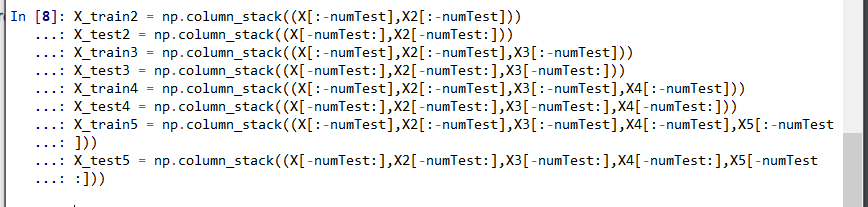 In [8]: X_train2 = np.column_stack((X[:-numTest],X2[:-numTest]))
...: X_test2 = np.column_stack((X[-numTest:],X2[-numTest:]))
...: X_train3 = np.column_stack((X[:-numTest],X2[:-numTest],X3[:-numTest]))
...: X_test3 = np.column_stack((X[-numTest:],X2[-numTest:],X3[-numTest:]))
...: X_train4 = np.column_stack((X[:-numTest],X2[:-numTest],X3[:-numTest],X4[:-numTest]))
...: X_test4 = np.column_stack((X[-numTest:],X2[-numTest:],X3[-numTest:],X4[-numTest:]))
...: X_train5 = np.column_stack((X[:-numTest],X2[:-numTest],X3[:-numTest],X4[:-numTest],X5[:-numTest
...: ]))
...: X_test5 = np.column_stack((X[-numTest:],X2[-numTest:],X3[-numTest:],X4[-numTest:],X5[-numTest
...: :]))